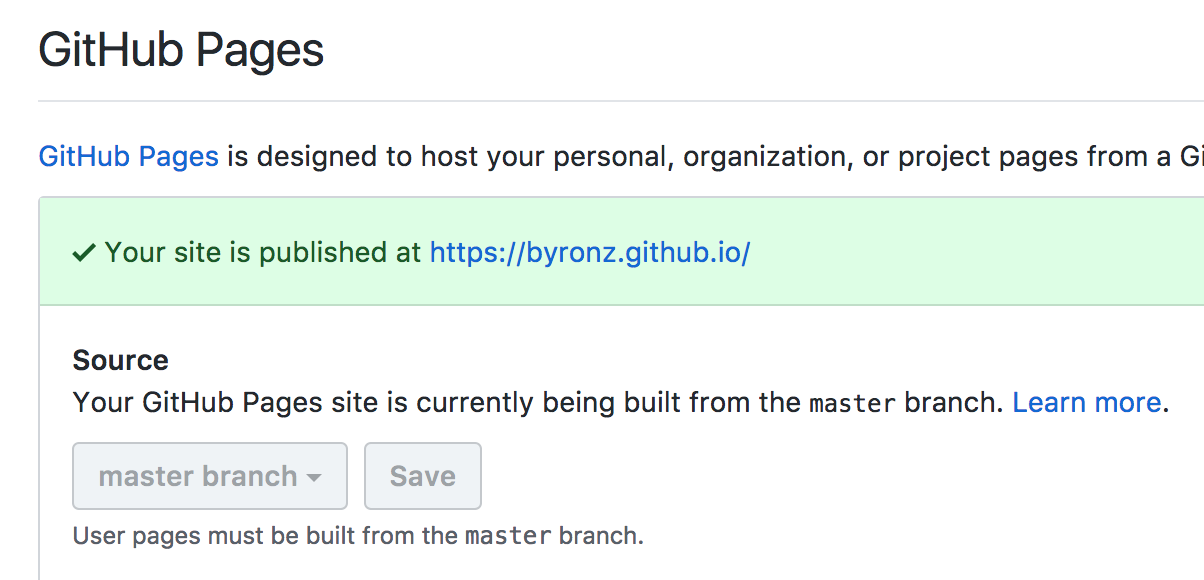 GitHub Pages
GitHub Pages is designed to host your personal, organization, or project pages from a Gi
✓ Your site is published at https://byronz.github.io/
Source
Your GitHub Pages site is currently being built from the master branch. Learn more.
master branch Save
User pages must be built from the master branch.